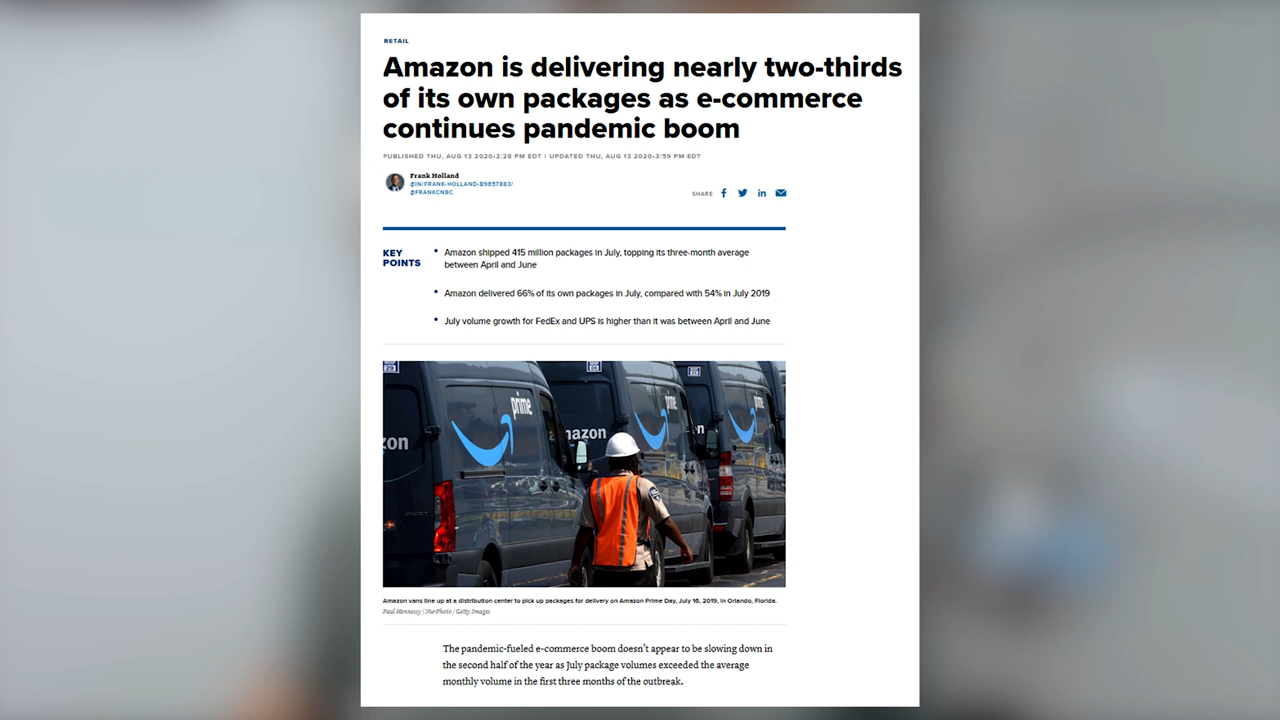 RETAIL
Amazon is delivering nearly two-thirds
of its own packages as e-commerce
continues pandemic boom
PUBLISHED THU, AUG 13 2020•2:28 PM EDT | UPDATED THU, AUG 13 2020•3:59 PM EDT
Frank Holland
@IN/FRANK-HOLLAND-B9657883/
@FRANKCNBC
SHARE
KEY
POINTS
• Amazon shipped 415 million packages in July, topping its three-month average
between April and June
• Amazon delivered 66% of its own packages in July, compared with 54% in July 2019
• July volume growth for FedEx and UPS is higher than it was between April and June
prime
prime
prime
zon
mazon
on
Amazon vans line up at a distribution center to pick up packages for delivery on Amazon Prime Day, July 16, 2019, in Orlando, Florida.
Paul Hennessy | NurPhoto | Getty Images
The pandemic-fueled e-commerce boom doesn't appear to be slowing down in
the second half of the year as July package volumes exceeded the average
monthly volume in the first three months of the outbreak.